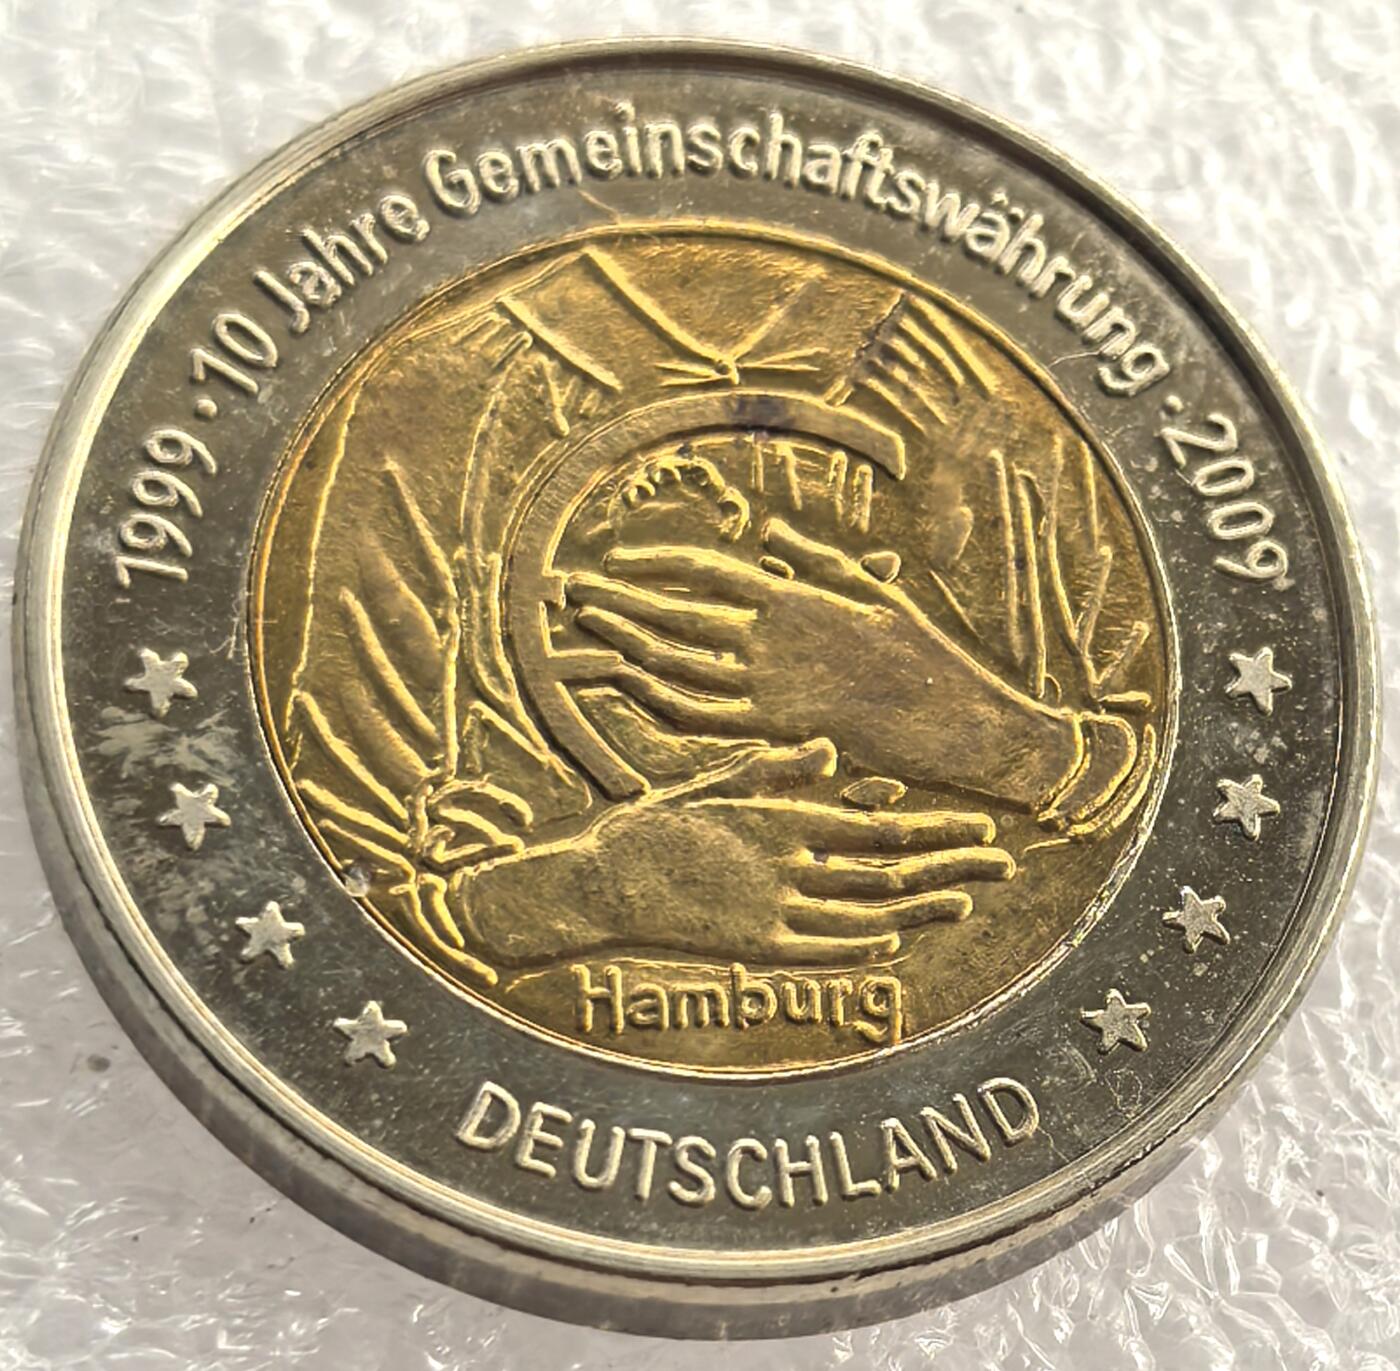 1999 · 10 Jahre Gemeinschaftswährung · 2009
Hamburg
DEUTSCHLAND